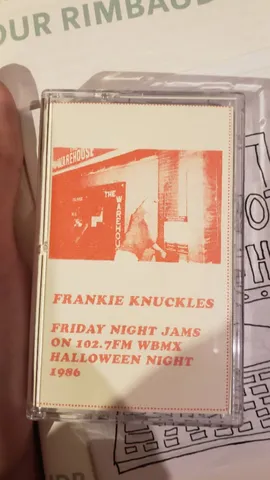 OUR RIMBAUD
WAREHOUSE
THE
WAREHOUSE
FRANKIE KNUCKLES
FRIDAY NIGHT JAMS
ON 102.7FM WBMX
HALLOWEEN NIGHT
1986